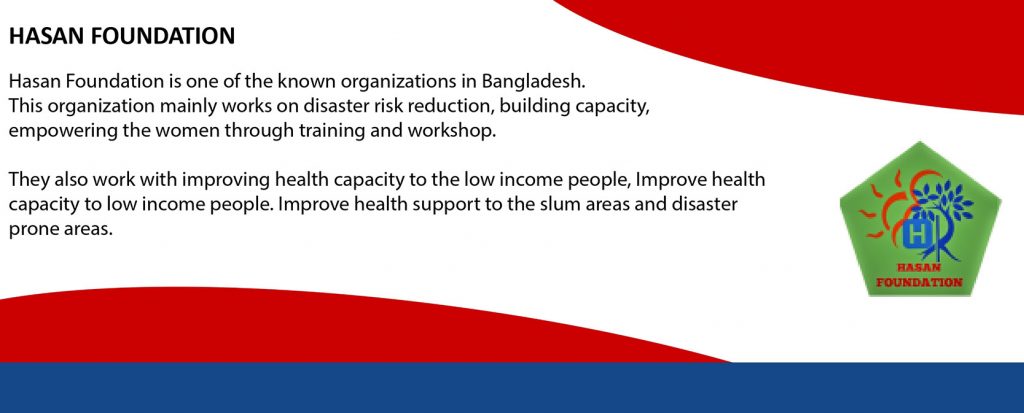 HASAN FOUNDATION
Hasan Foundation is one of the known organizations in Bangladesh.
This organization mainly works on disaster risk reduction, building capacity,
empowering the women through training and workshop.
They also work with improving health capacity to the low income people, Improve health
capacity to low income people. Improve health support to the slum areas and disaster
prone areas.
H
HASAN
FOUNDATION